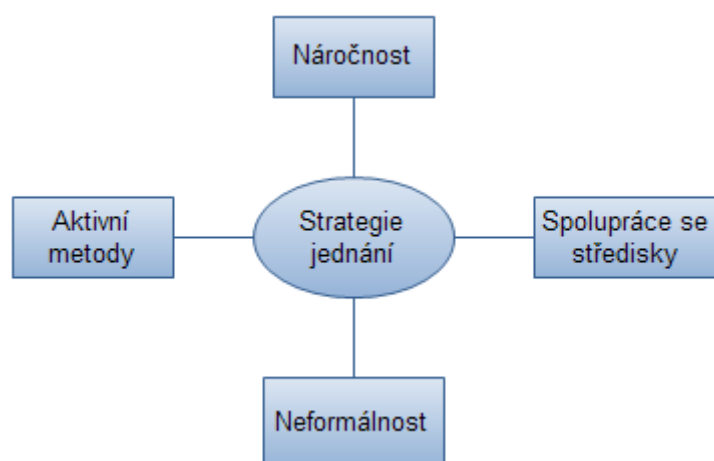 Náročnost
Aktivní
metody
Strategie
jednání
Spolupráce se
středisky
Neformálnost